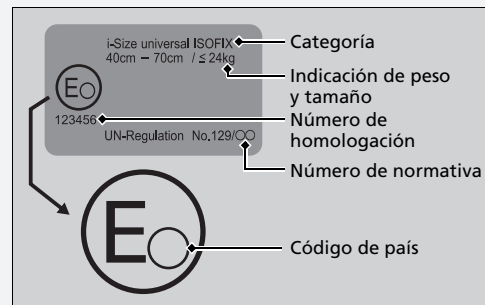 i-Size universal ISOFIX
40cm – 70cm / ≤ 24kg
E
123456
UN-Regulation No.129/○○
E
Categoría
Indicación de peso
y tamaño
Número de
homologación
Número de normativa
Código de país